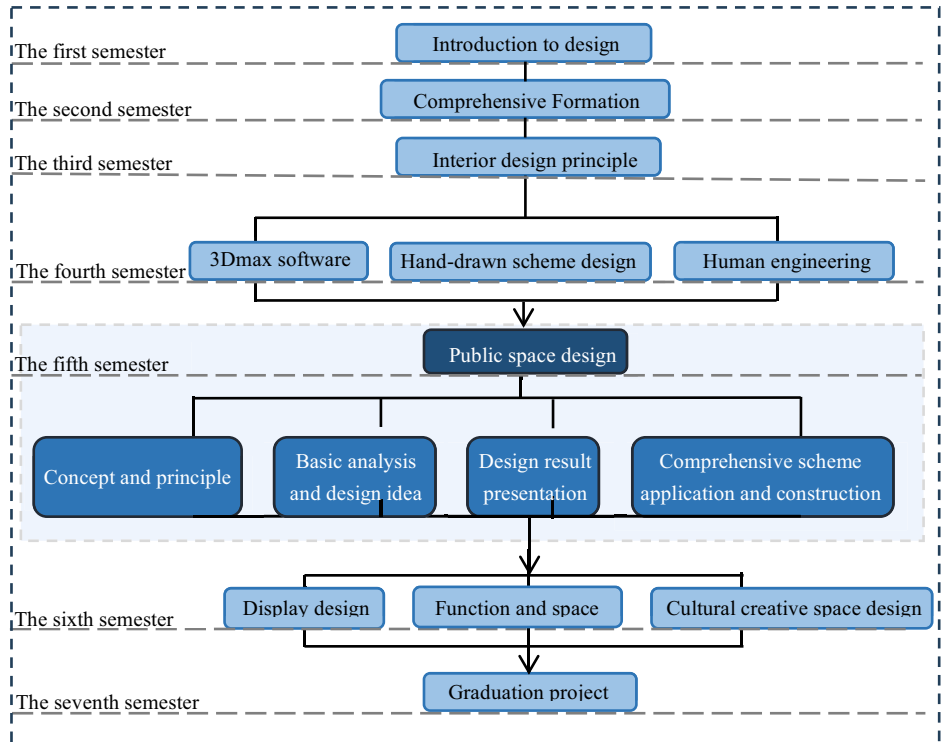 The first semester
Introduction to design
The second semester
Comprehensive Formation
The third semester
Interior design principle
The fourth semester
3Dmax software
Hand-drawn scheme design
Human engineering
The fifth semester
Public space design
Concept and principle
Basic analysis
and design idea
Design result
presentation
Comprehensive scheme
application and construction
The sixth semester
Display design
Function and space
Cultural creative space design
The seventh semester
Graduation project